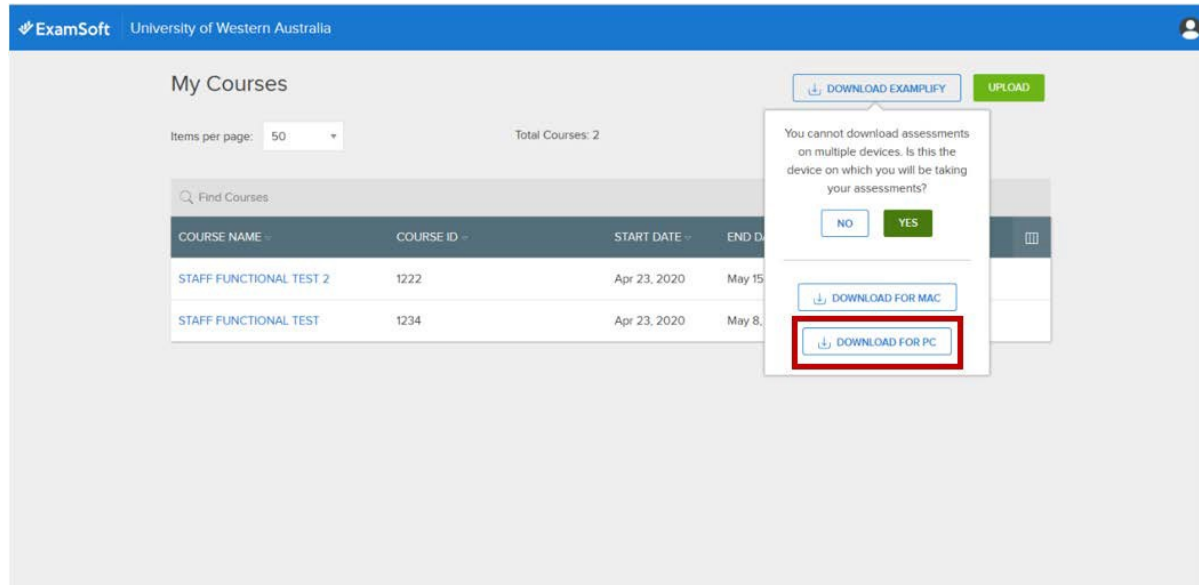 ExamSoft University of Western Australia
My Courses
DOWNLOAD EXAMPLIFY
UPLOAD
Items per page: 50
Total Courses: 2
You cannot download assessments
on multiple devices. Is this the
device on which you will be taking
your assessments?
NO YES
DOWNLOAD FOR MAC
DOWNLOAD FOR PC
Find Courses
COURSE NAME COURSE ID START DATE END DA
STAFF FUNCTIONAL TEST 2 1222 Apr 23, 2020 May 15
STAFF FUNCTIONAL TEST 1234 Apr 23, 2020 May 8,